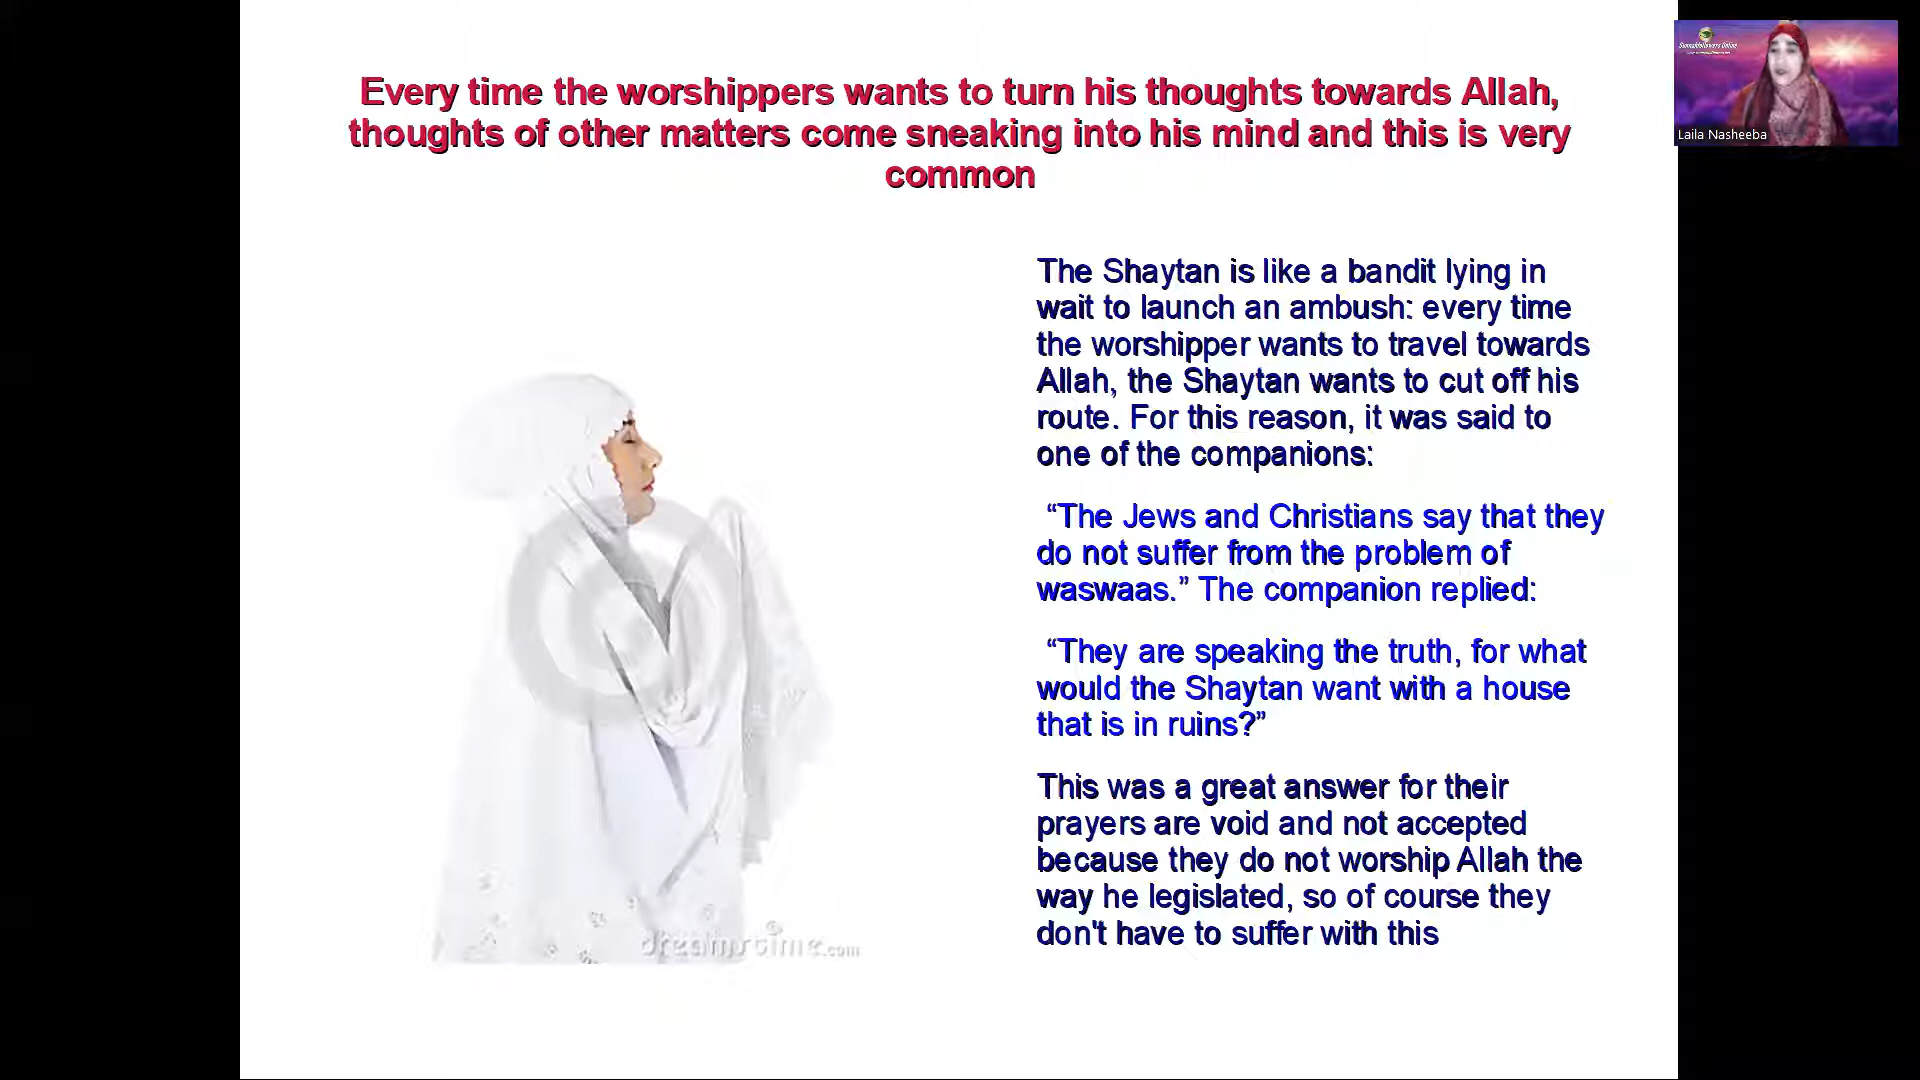 Every time the worshippers wants to turn his thoughts towards Allah,
thoughts of other matters come sneaking into his mind and this is very
common
Sunnahfollowers Online
Laila Nasheeba
The Shaytan is like a bandit lying in
wait to launch an ambush: every time
the worshipper wants to travel towards
Allah, the Shaytan wants to cut off his
route. For this reason, it was said to
one of the companions:
“The Jews and Christians say that they
do not suffer from the problem of
waswaas.” The companion replied:
“They are speaking the truth, for what
would the Shaytan want with a house
that is in ruins?”
This was a great answer for their
prayers are void and not accepted
because they do not worship Allah the
way he legislated, so of course they
don't have to suffer with this
dreamstime.com